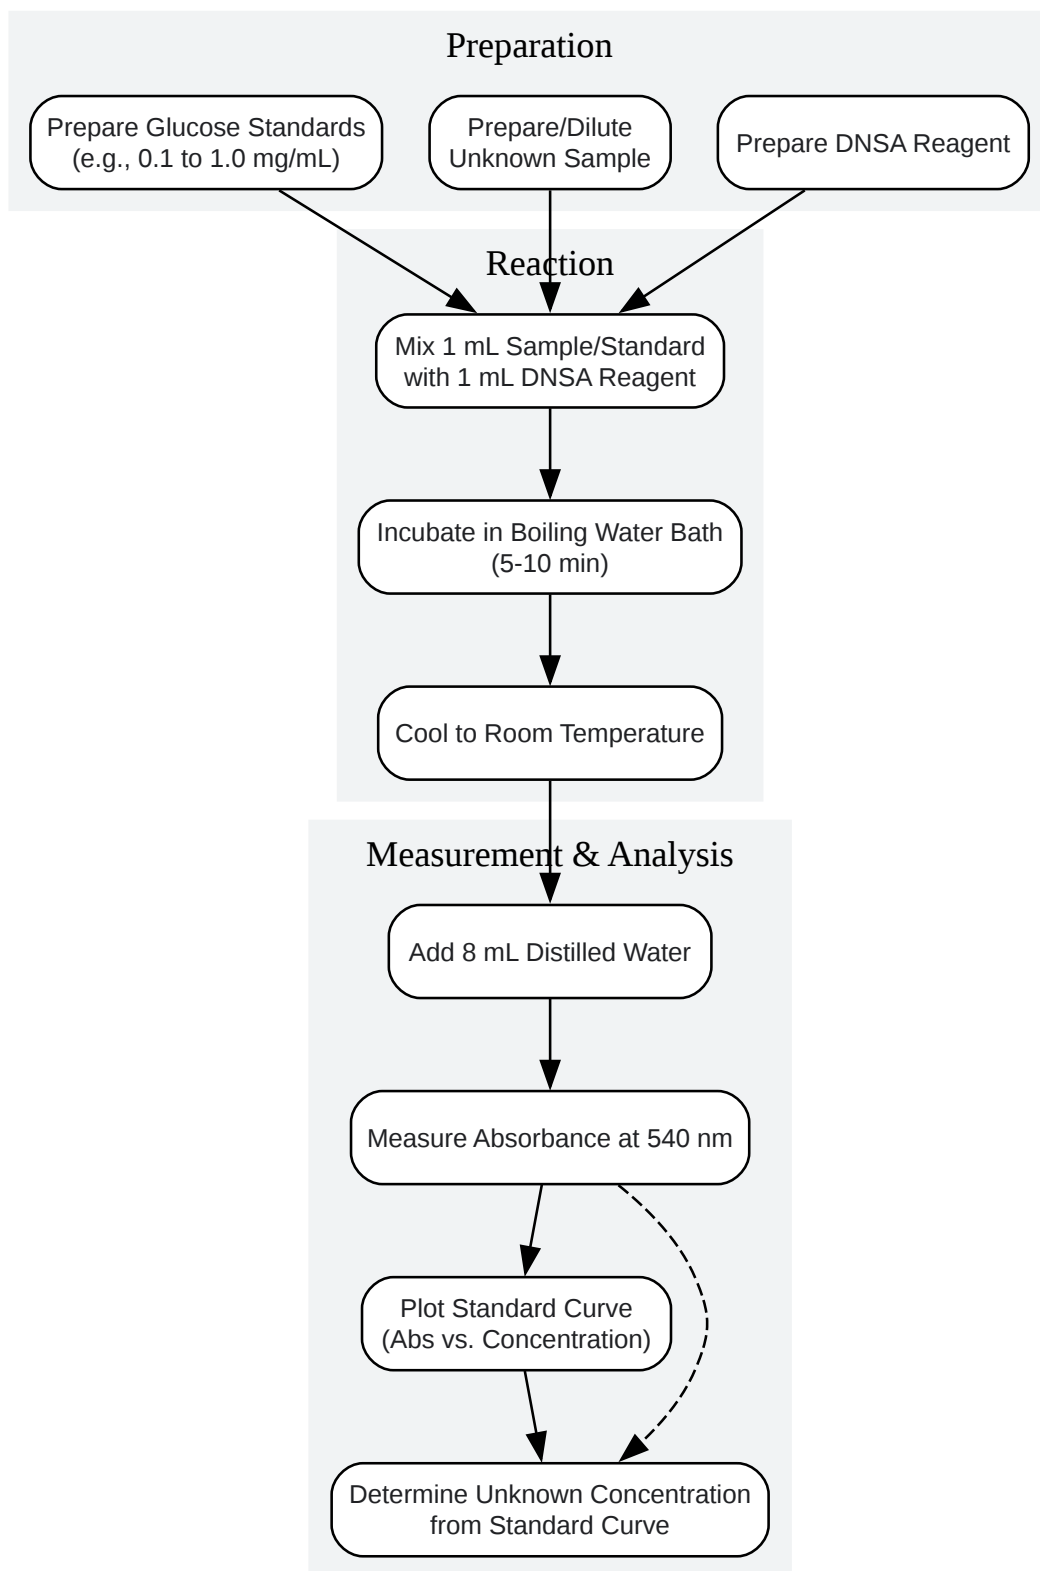 Preparation
Prepare Glucose Standards
(e.g., 0.1 to 1.0 mg/mL)
Prepare/Dilute
Unknown Sample
Prepare DNSA Reagent
Reaction
Mix 1 mL Sample/Standard
with 1 mL DNSA Reagent
Incubate in Boiling Water Bath
(5-10 min)
Cool to Room Temperature
Measurement & Analysis
Add 8 mL Distilled Water
Measure Absorbance at 540 nm
Plot Standard Curve
(Abs vs. Concentration)
Determine Unknown Concentration
from Standard Curve